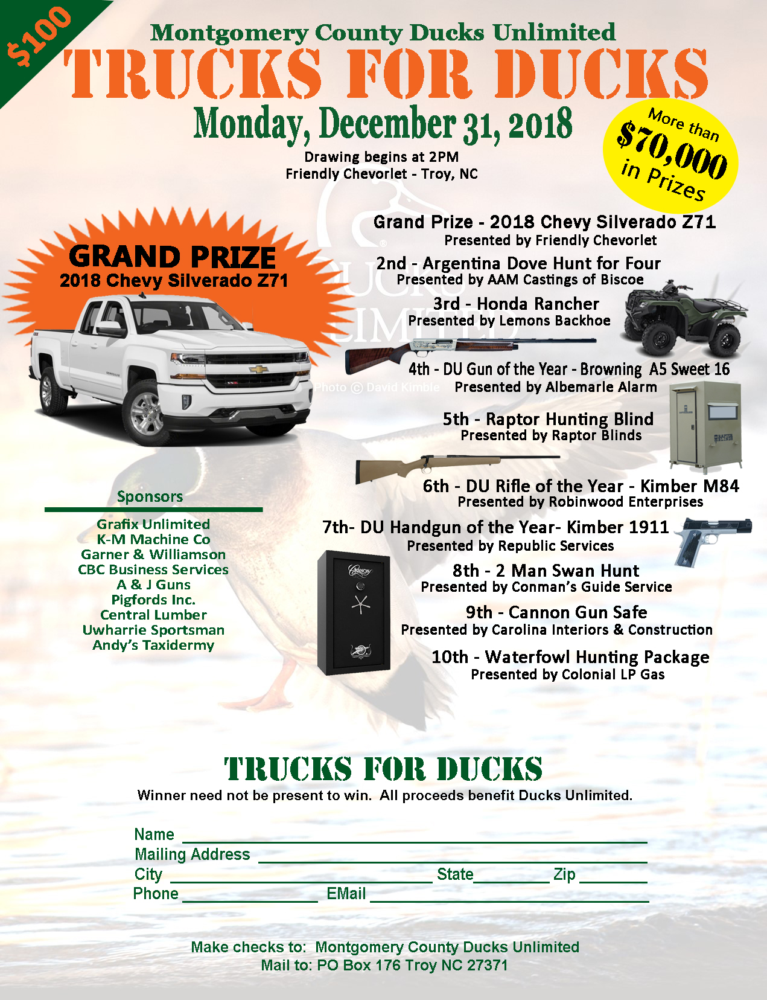 $100
Montgomery County Ducks Unlimited
TRUCKS FOR DUCKS
Monday, December 31, 2018
Drawing begins at 2PM
Friendly Chevorlet - Troy, NC
More than
$70,000
in Prizes
GRAND PRIZE
2018 Chevy Silverado Z71
Grand Prize - 2018 Chevy Silverado Z71
Presented by Friendly Chevorlet
2nd - Argentina Dove Hunt for Four
Presented by AAM Castings of Biscoe
3rd - Honda Rancher
Presented by Lemons Backhoe
4th - DU Gun of the Year - Browning A5 Sweet 16
Presented by Albemarle Alarm
5th - Raptor Hunting Blind
Presented by Raptor Blinds
6th - DU Rifle of the Year - Kimber M84
Presented by Robinwood Enterprises
7th- DU Handgun of the Year- Kimber 1911
Presented by Republic Services
8th - 2 Man Swan Hunt
Presented by Conman's Guide Service
9th - Cannon Gun Safe
Presented by Carolina Interiors & Construction
10th - Waterfowl Hunting Package
Presented by Colonial LP Gas
DUCKS
UNLIMITED
®
Photo © David Kimble
CANNON
Sponsors
Grafix Unlimited
K-M Machine Co
Garner & Williamson
CBC Business Services
A & J Guns
Pigfords Inc.
Central Lumber
Uwharrie Sportsman
Andy's Taxidermy
TRUCKS FOR DUCKS
Winner need not be present to win. All proceeds benefit Ducks Unlimited.
Name
Mailing Address
City State Zip
Phone EMail
Make checks to: Montgomery County Ducks Unlimited
Mail to: PO Box 176 Troy NC 27371